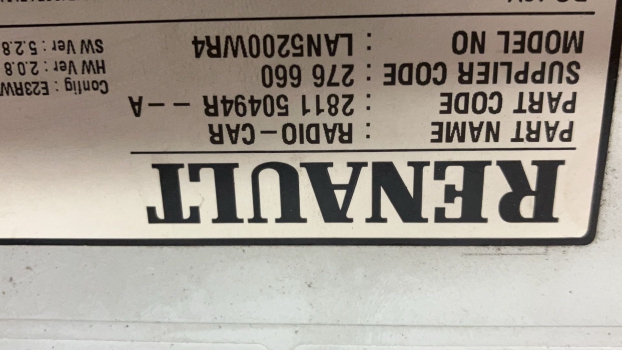 RENAULT
PART NAME : RADIO-CAR
PART CODE : 2811 50494R - - A
SUPPLIER CODE : 276 660
MODEL NO : LAN5200WR4
Config : E23RW
HW Ver : 2.0.8
SW Ver : 5.2.8